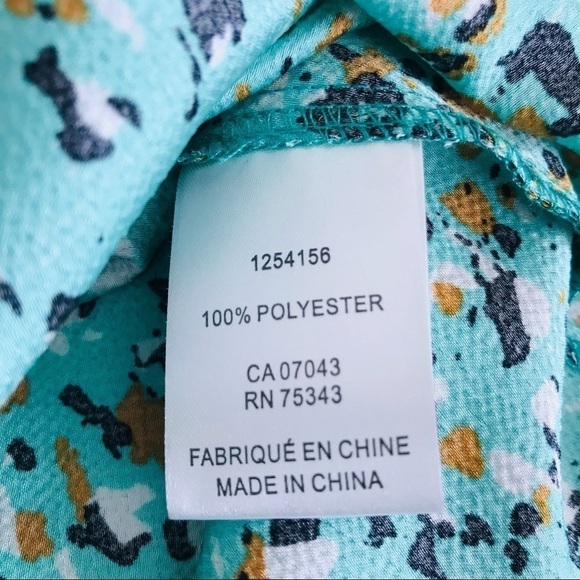 1254156
100% POLYESTER
CA 07043
RN 75343
FABRIQUÉ EN CHINE
MADE IN CHINA